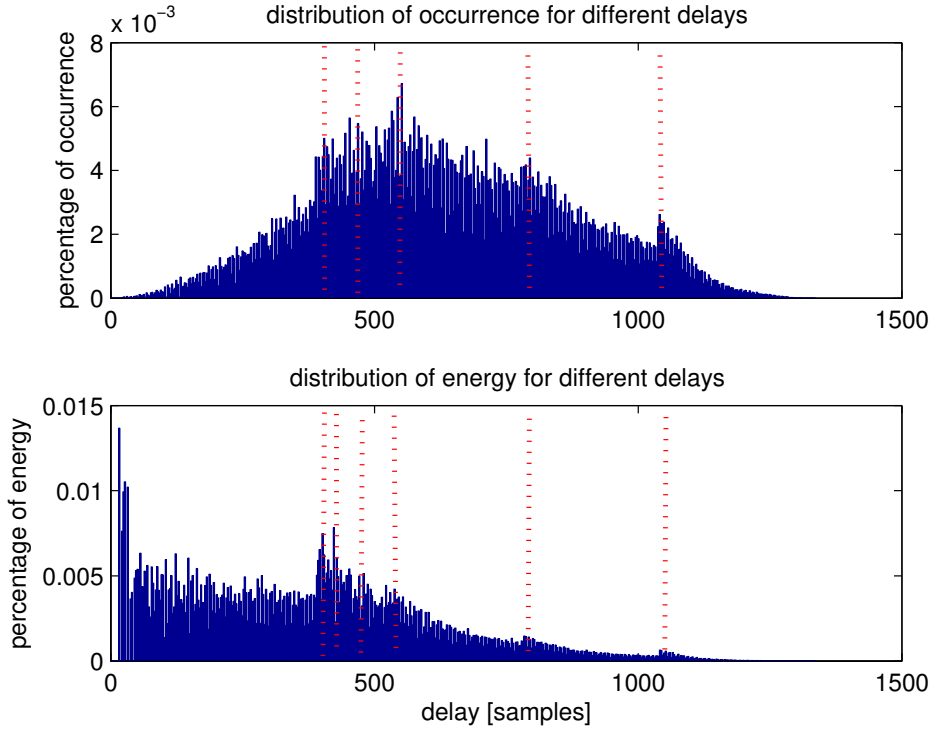 distribution of occurrence for different delays
x 10⁻³
8
6
4
2
0
percentage of occurrence
0 500 1000 1500
distribution of energy for different delays
0.015
0.01
0.005
0
percentage of energy
0 500 1000 1500
delay [samples]